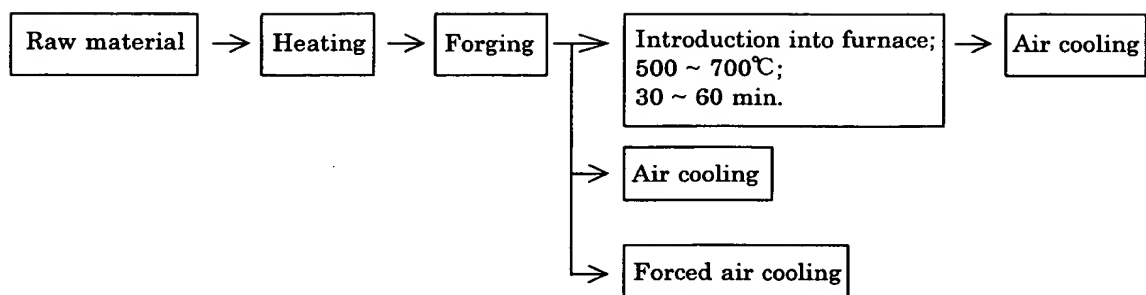 Raw material
Heating
Forging
Introduction into furnace;
500 ~ 700℃;
30 ~ 60 min.
Air cooling
Air cooling
Forced air cooling